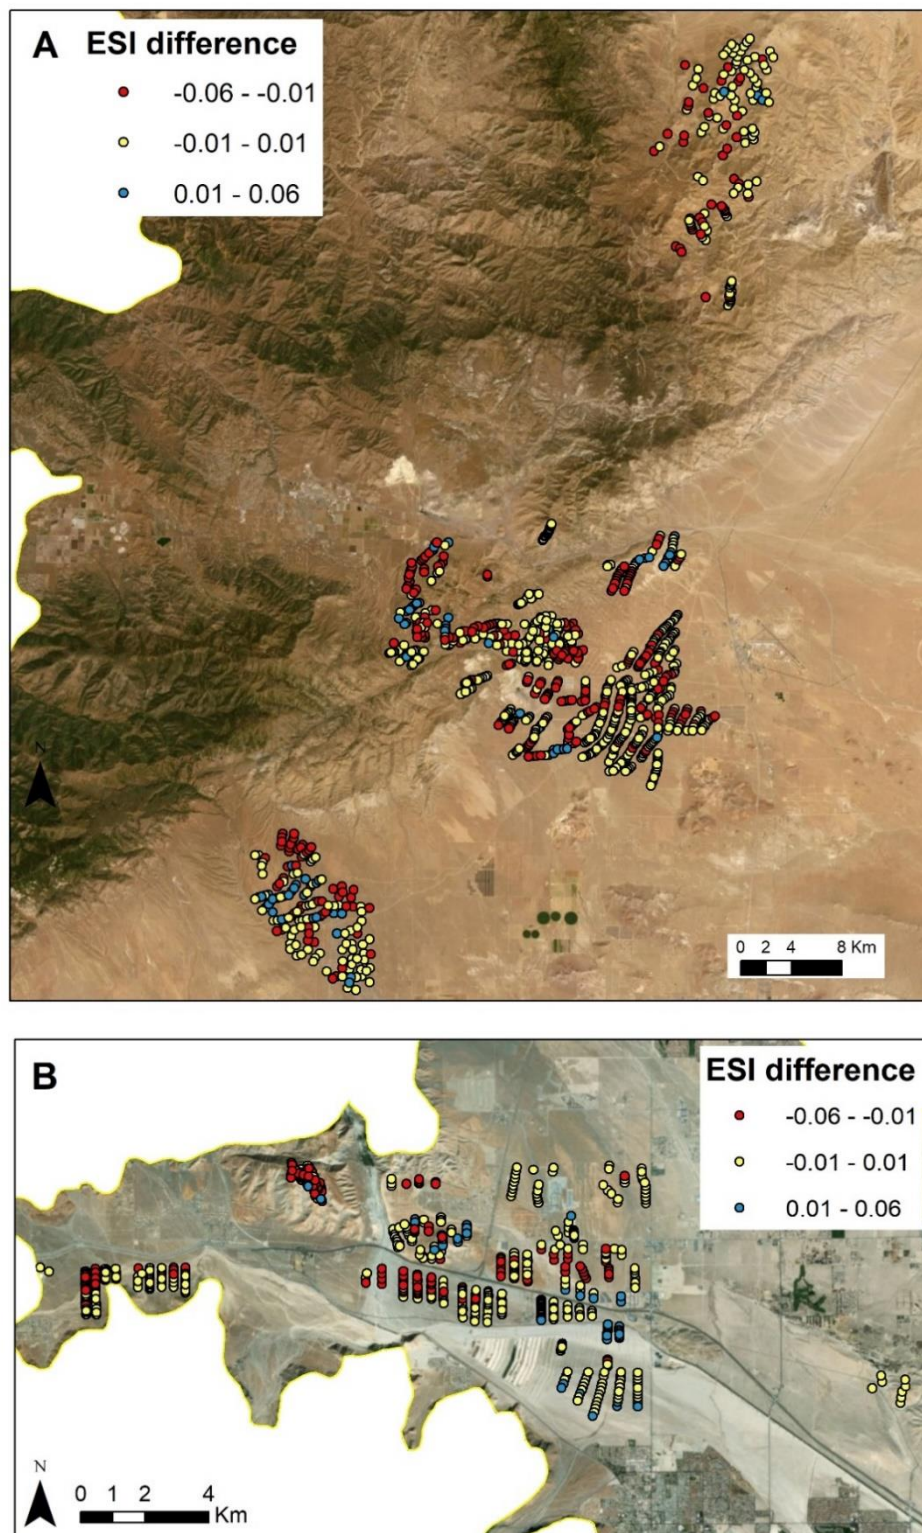 A ESI difference
-0.06 - -0.01
-0.01 - 0.01
0.01 - 0.06
N
0 2 4 8 Km
B
ESI difference
-0.06 - -0.01
-0.01 - 0.01
0.01 - 0.06
N
0 1 2 4
Km